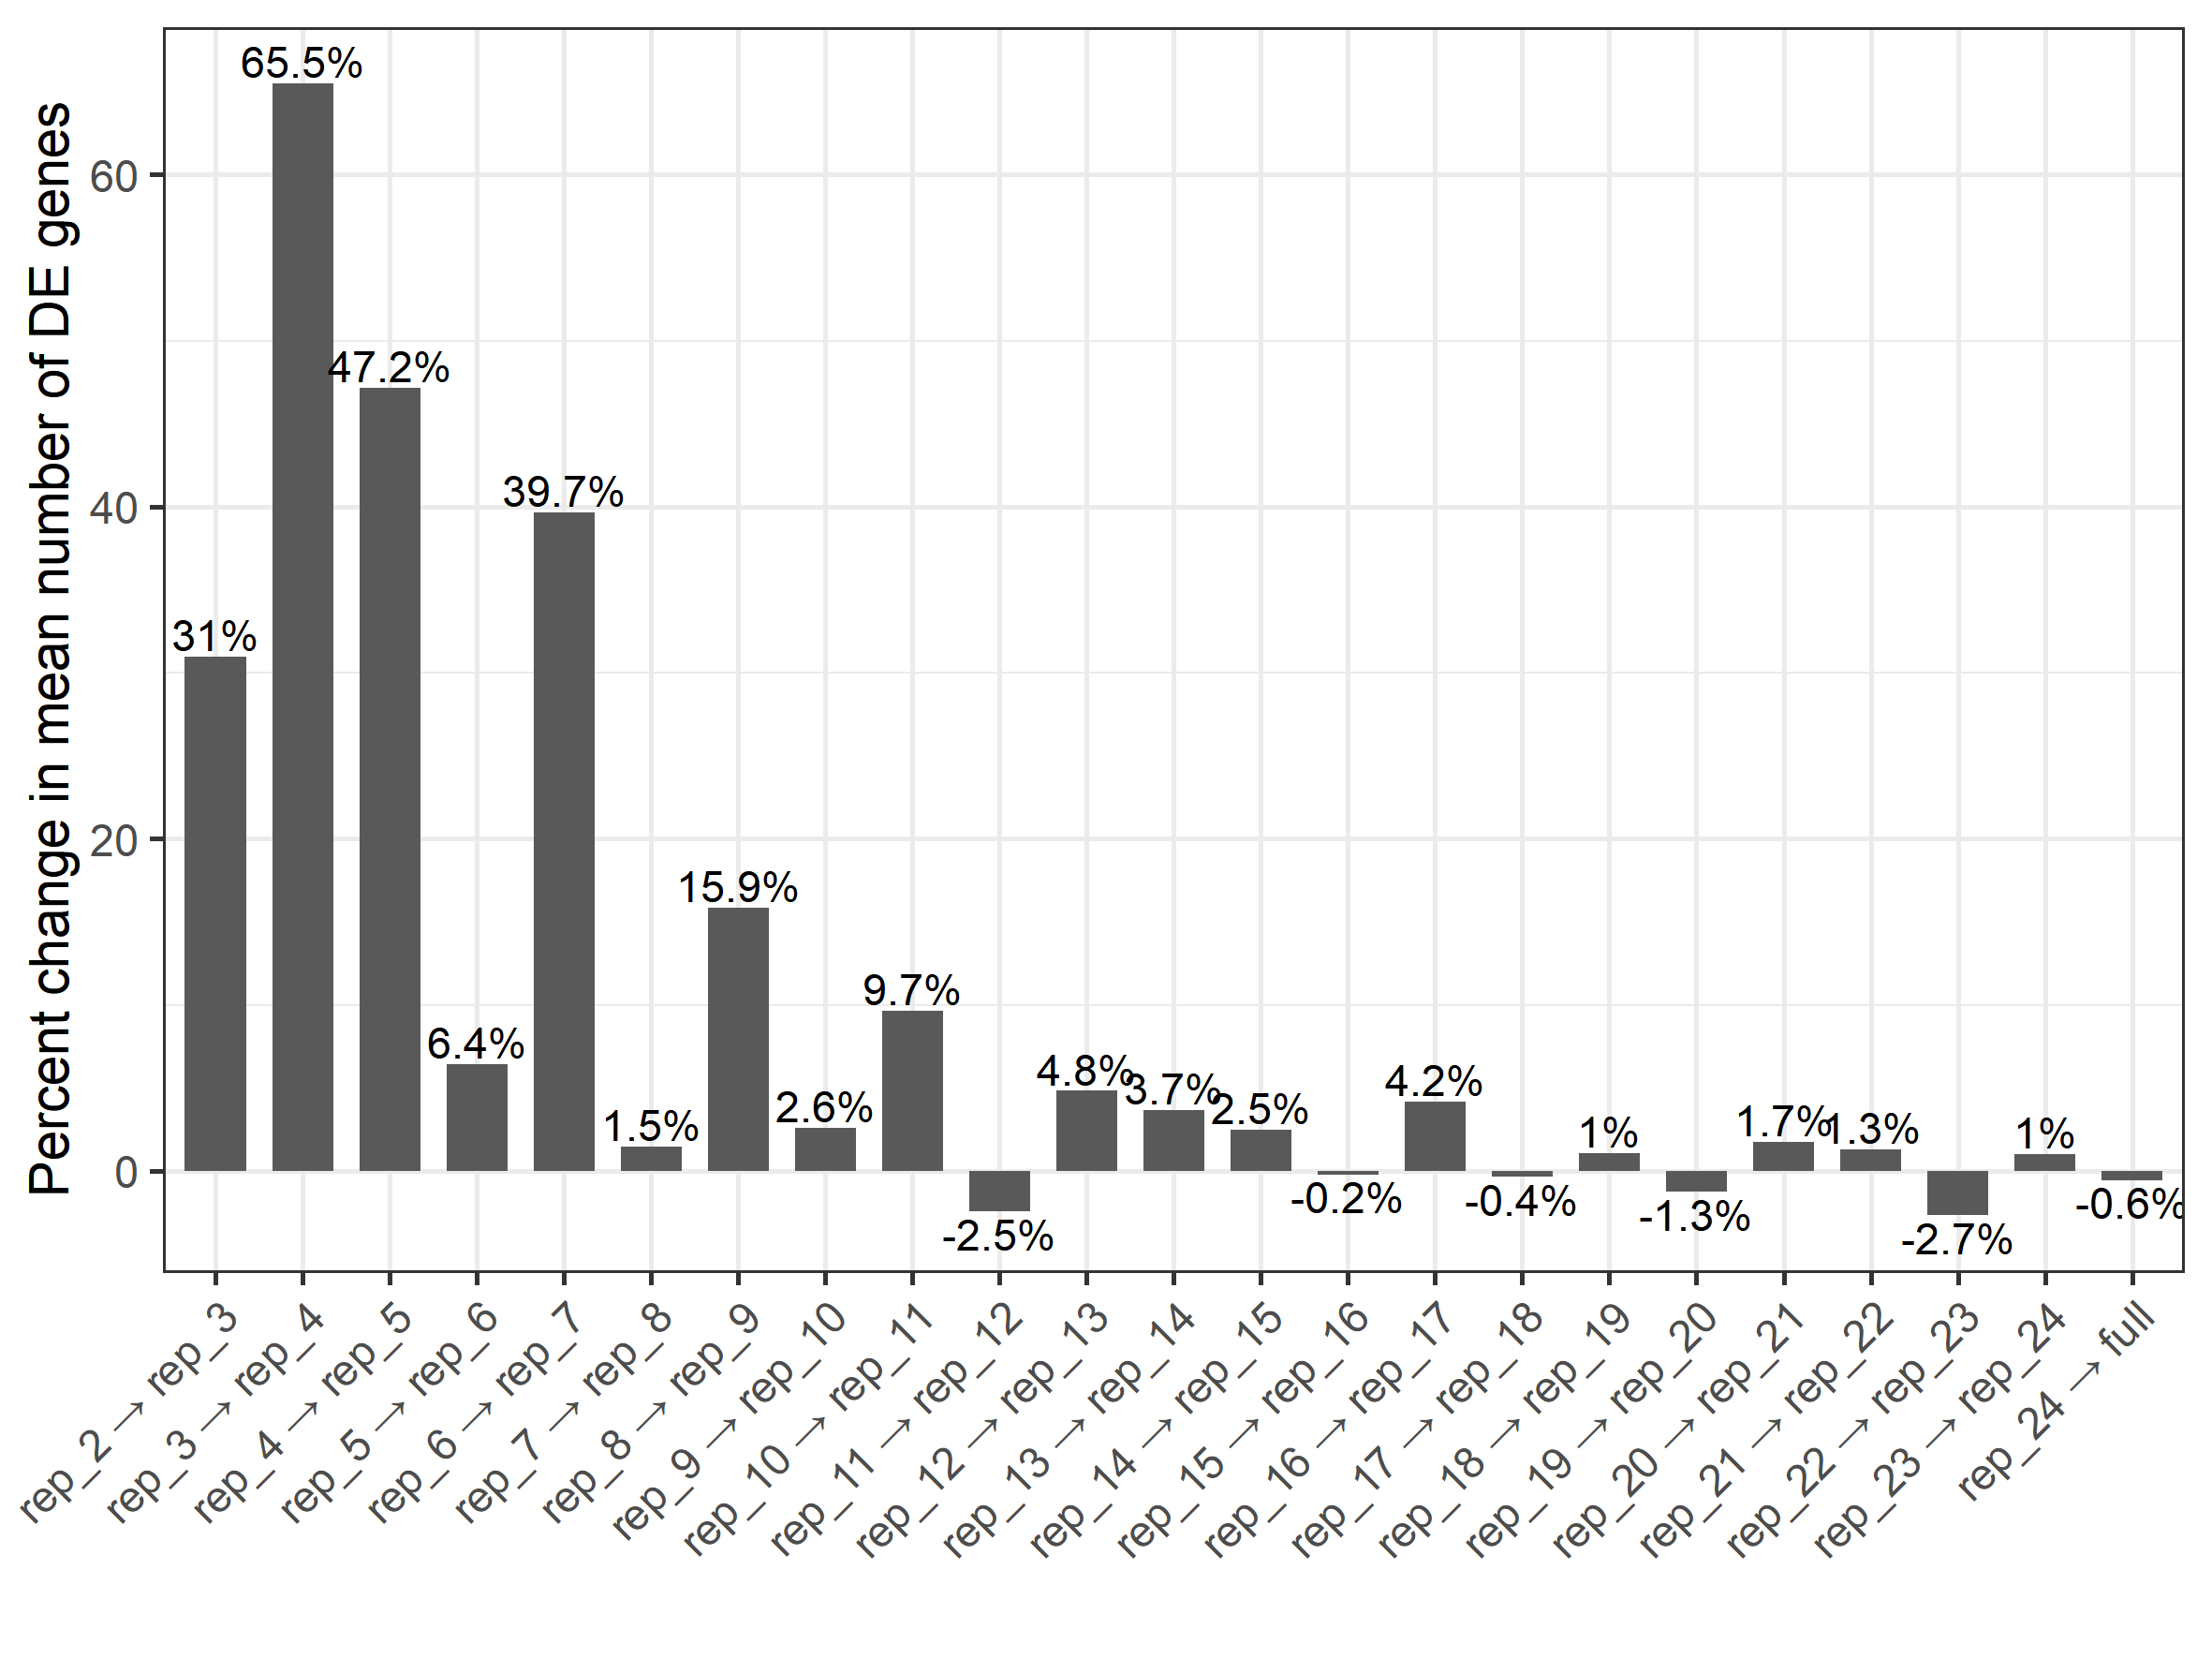 Percent change in mean number of DE genes
60
40
20
0
31%
65.5%
47.2%
6.4%
39.7%
1.5%
15.9%
2.6%
9.7%
-2.5%
4.8%
3.7%
2.5%
-0.2%
4.2%
-0.4%
1%
-1.3%
1.7%
1.3%
-2.7%
1%
-0.6%
rep_2 → rep_3
rep_3 → rep_4
rep_4 → rep_5
rep_5 → rep_6
rep_6 → rep_7
rep_7 → rep_8
rep_8 → rep_9
rep_9 → rep_10
rep_10 → rep_11
rep_11 → rep_12
rep_12 → rep_13
rep_13 → rep_14
rep_14 → rep_15
rep_15 → rep_16
rep_16 → rep_17
rep_17 → rep_18
rep_18 → rep_19
rep_19 → rep_20
rep_20 → rep_21
rep_21 → rep_22
rep_22 → rep_23
rep_23 → rep_24
rep_24 → full